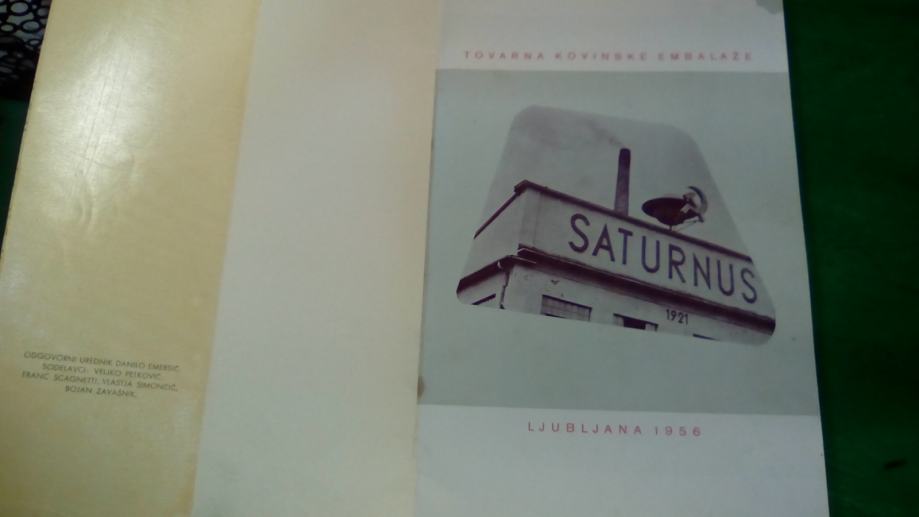 ODGOVORNI UREDNIK DANILO EMERŠIČ.
SODELAVCI: VELJKO PETKOVIČ,
FRANC SCAGNETTI, VLASTJA SIMONČIČ,
BOJAN ZAVAŠNIK.
TOVARNA KOVINSKE EMBALAŽE
SATURNUS
1921
LJUBLJANA 1956